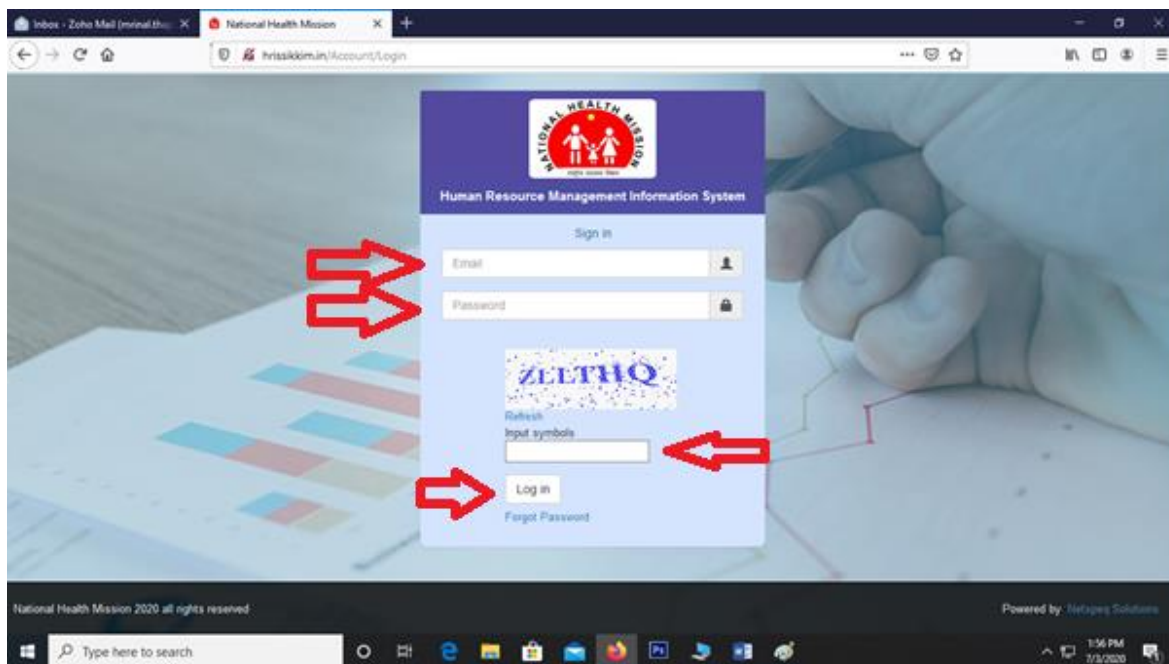 Inbox - Zoho Mail
National Health Mission
hrissikkim.in/Account/Login
NATIONAL HEALTH MISSION
Human Resource Management Information System
Sign in
Email
Password
Refresh
Input symbols
Log in
Forgot Password
National Health Mission 2020 all rights reserved
Powered by Netspeq Solutions
Type here to search
1:56 PM
7/3/2020